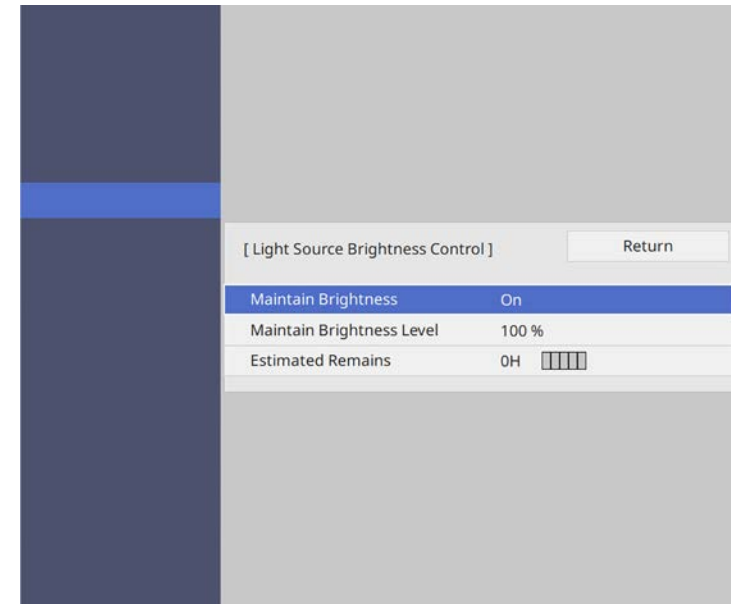 [ Light Source Brightness Control ] Return
Maintain Brightness On
Maintain Brightness Level 100 %
Estimated Remains 0H